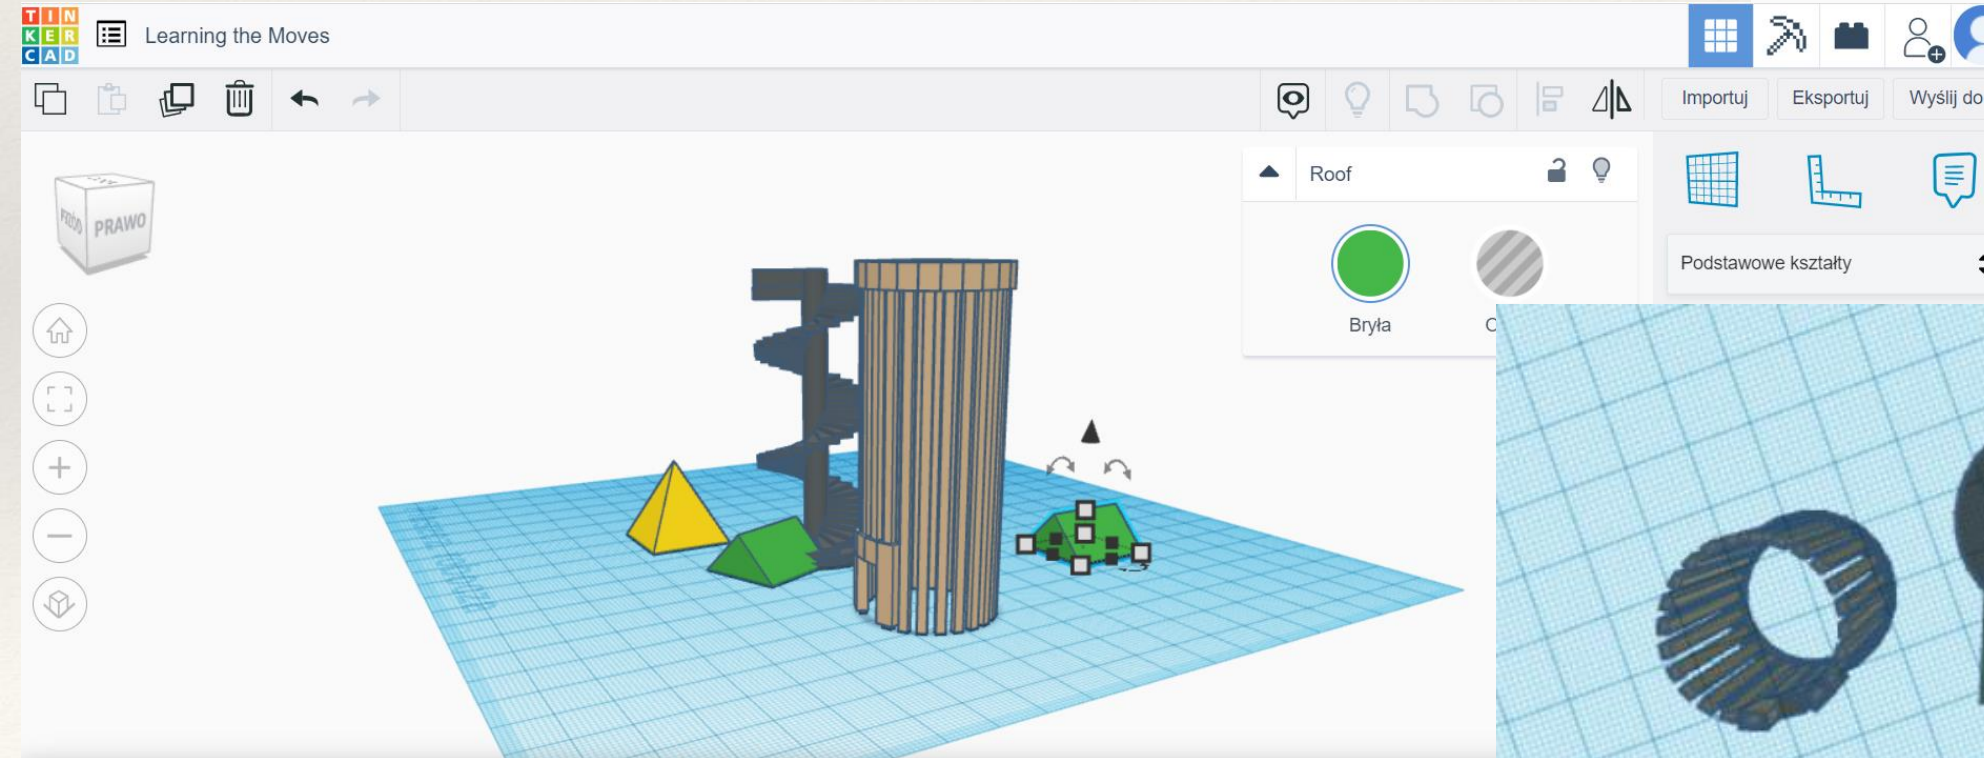 TIN
KER
CAD
Learning the Moves
Importuj
Eksportuj
Wyślij do
Roof
PRAWO
Podstawowe kształty
Bryła